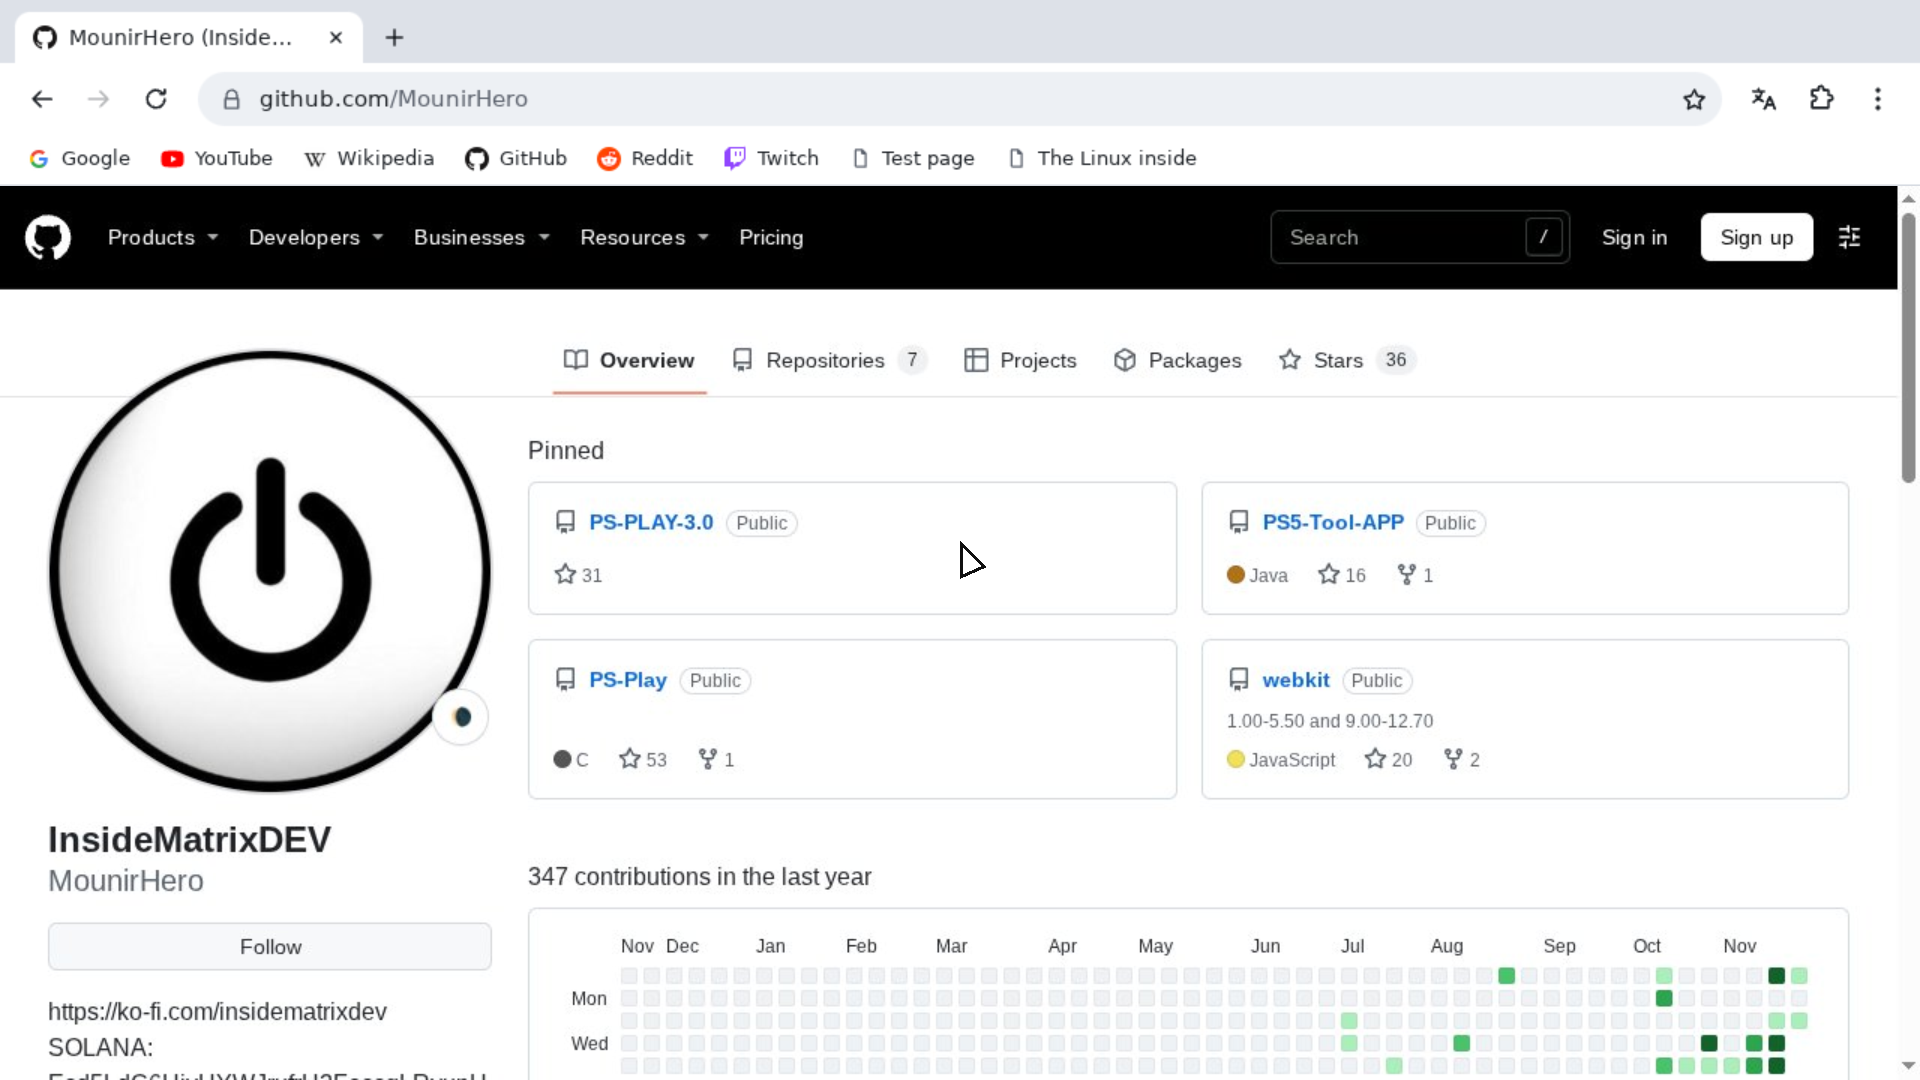 MounirHero (Inside...
github.com/MounirHero
Google YouTube Wikipedia GitHub Reddit Twitch Test page The Linux inside
Products Developers Businesses Resources Pricing Search / Sign in Sign up
Overview Repositories 7 Projects Packages Stars 36
Pinned
PS-PLAY-3.0 Public
31
PS5-Tool-APP Public
Java 16 1
PS-Play Public
C 53 1
webkit Public
1.00-5.50 and 9.00-12.70
JavaScript 20 2
InsideMatrixDEV
MounirHero
Follow
https://ko-fi.com/insidematrixdev
SOLANA:
347 contributions in the last year
Nov Dec Jan Feb Mar Apr May Jun Jul Aug Sep Oct Nov
Mon
Wed